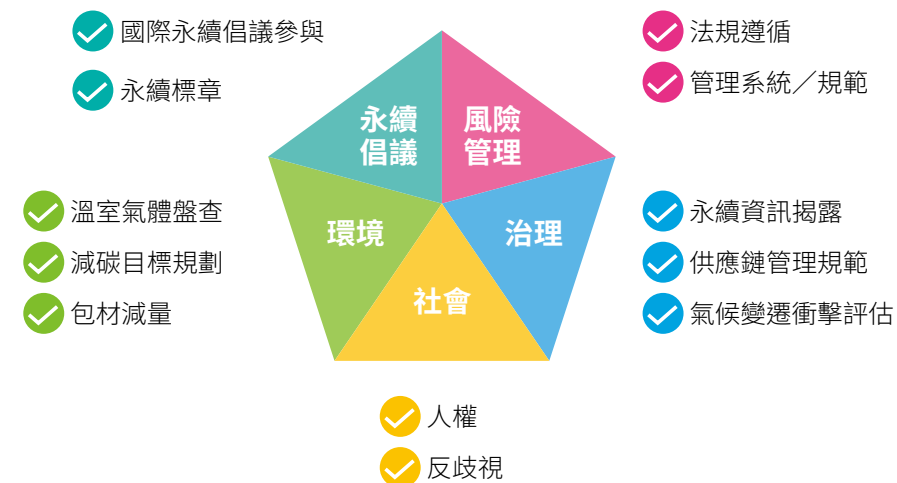 國際永續倡議參與
永續標章
法規遵循
管理系統／規範
永續
倡議
風險
管理
溫室氣體盤查
減碳目標規劃
包材減量
環境
治理
社會
永續資訊揭露
供應鏈管理規範
氣候變遷衝擊評估
人權
反歧視